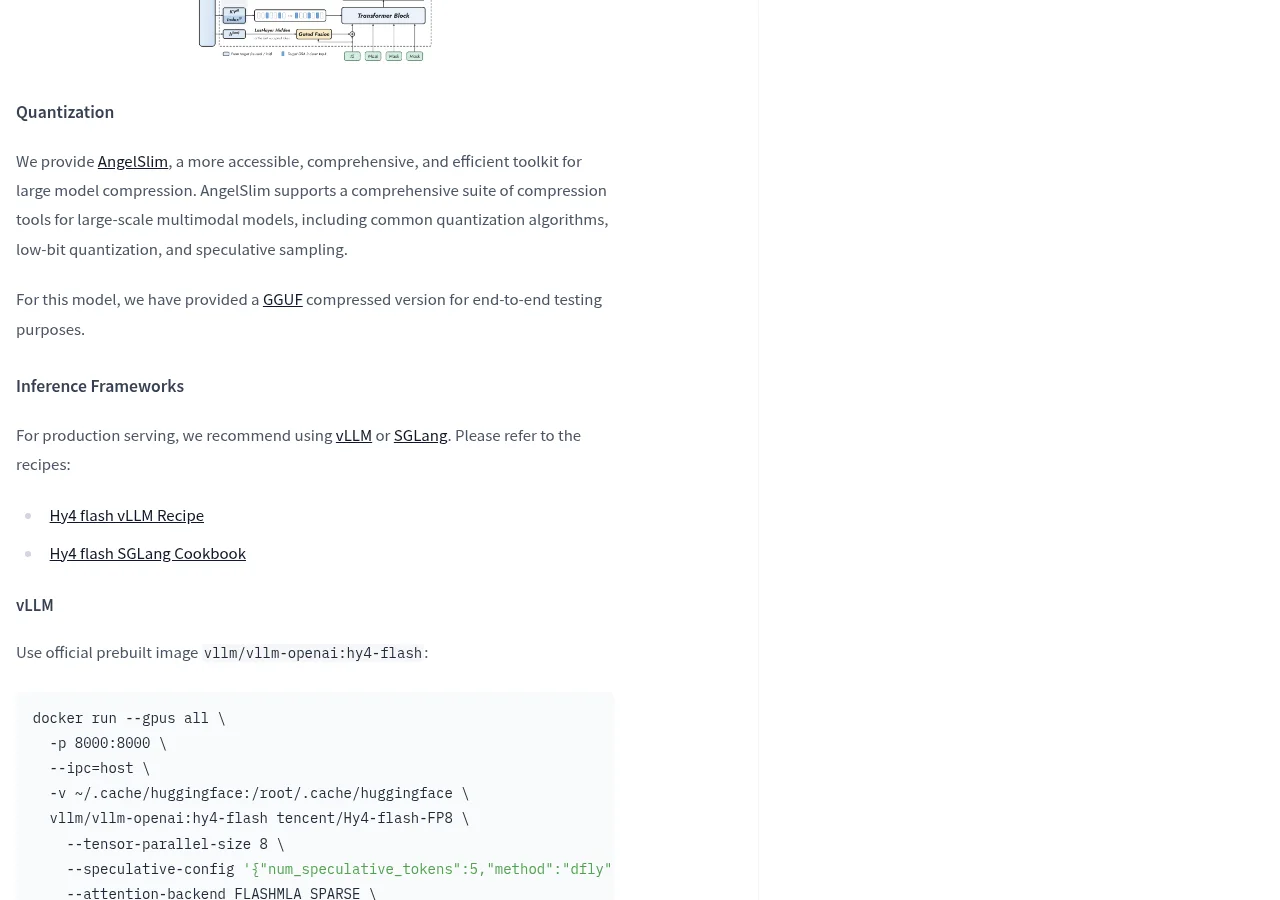 Transformer Block
Gated Fusion
Quantization
We provide AngelSlim, a more accessible, comprehensive, and efficient toolkit for
large model compression. AngelSlim supports a comprehensive suite of compression
tools for large-scale multimodal models, including common quantization algorithms,
low-bit quantization, and speculative sampling.
For this model, we have provided a GGUF compressed version for end-to-end testing
purposes.
Inference Frameworks
For production serving, we recommend using vLLM or SGLang. Please refer to the
recipes:
Hy4 flash vLLM Recipe
Hy4 flash SGLang Cookbook
vLLM
Use official prebuilt image vllm/vllm-openai:hy4-flash:
docker run --gpus all \
-p 8000:8000 \
--ipc=host \
-v ~/.cache/huggingface:/root/.cache/huggingface \
vllm/vllm-openai:hy4-flash tencent/Hy4-flash-FP8 \
--tensor-parallel-size 8 \
--speculative-config '{"num_speculative_tokens":5,"method":"dfly"
--attention-backend FLASHMLA_SPARSE \